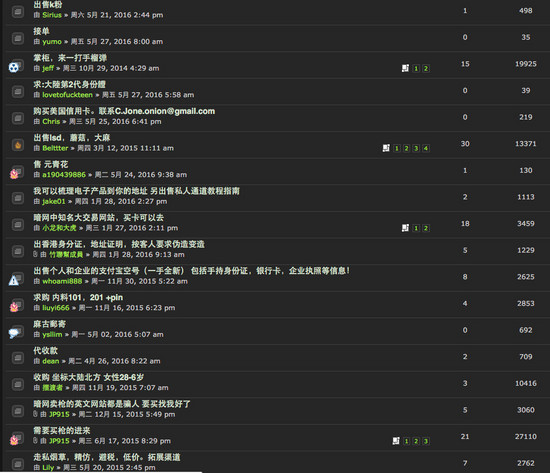 出售k粉
由 Sirius » 周六 5月 21, 2016 2:44 pm
1 498
接单
由 yumo » 周五 5月 27, 2016 8:00 am
0 35
掌柜，来一打手榴弹
由 jeff » 周三 10月 29, 2014 4:29 am
1 2
15 19925
求:大陸第2代身份證
由 lovetofuckteen » 周五 5月 27, 2016 5:58 am
0 39
购买美国信用卡。联系C.Jone.onion@gmail.com
由 Chris » 周三 5月 25, 2016 6:41 pm
0 219
出售lsd，蘑菇，大麻
由 Belttter » 周四 3月 12, 2015 11:11 am
1 2 3 4
30 13371
售 元青花
由 a190439886 » 周二 5月 24, 2016 9:38 am
1 130
我可以梳理电子产品到你的地址 另出售私人通道教程指南
由 jake01 » 周四 1月 28, 2016 2:27 pm
2 1113
暗网中知名大交易网站，买卡可以去
由 小龙和大虎 » 周三 1月 27, 2016 2:11 pm
1 2
18 3459
出香港身分证，地址证明，按客人要求伪造变造
由 竹聯幫成員 » 周四 1月 28, 2016 9:13 am
5 1229
出售个人和企业的支付宝空号（一手全新） 包括手持身份证，银行卡，企业执照等信息！
由 whoami888 » 周一 11月 30, 2015 5:22 am
8 2625
求购 内料101，201 +pin
由 liuyi666 » 周一 11月 16, 2015 6:23 pm
4 2853
麻古邮寄
由 ysllm » 周一 5月 02, 2016 5:07 am
0 692
代收款
由 dean » 周二 4月 26, 2016 8:22 am
2 709
收购 坐标大陆北方 女性28-6岁
由 摆渡者 » 周四 11月 19, 2015 7:07 am
3 10416
暗网卖枪的英文网站都是骗人 要买找我好了
由 JP915 » 周二 12月 15, 2015 5:49 pm
5 3060
需要买枪的进来
由 JP915 » 周三 6月 17, 2015 8:29 pm
1 2 3
21 27110
走私烟草，精仿，避税，低价。拓展渠道
由 Lily » 周三 5月 20, 2015 2:45 pm
7 2762